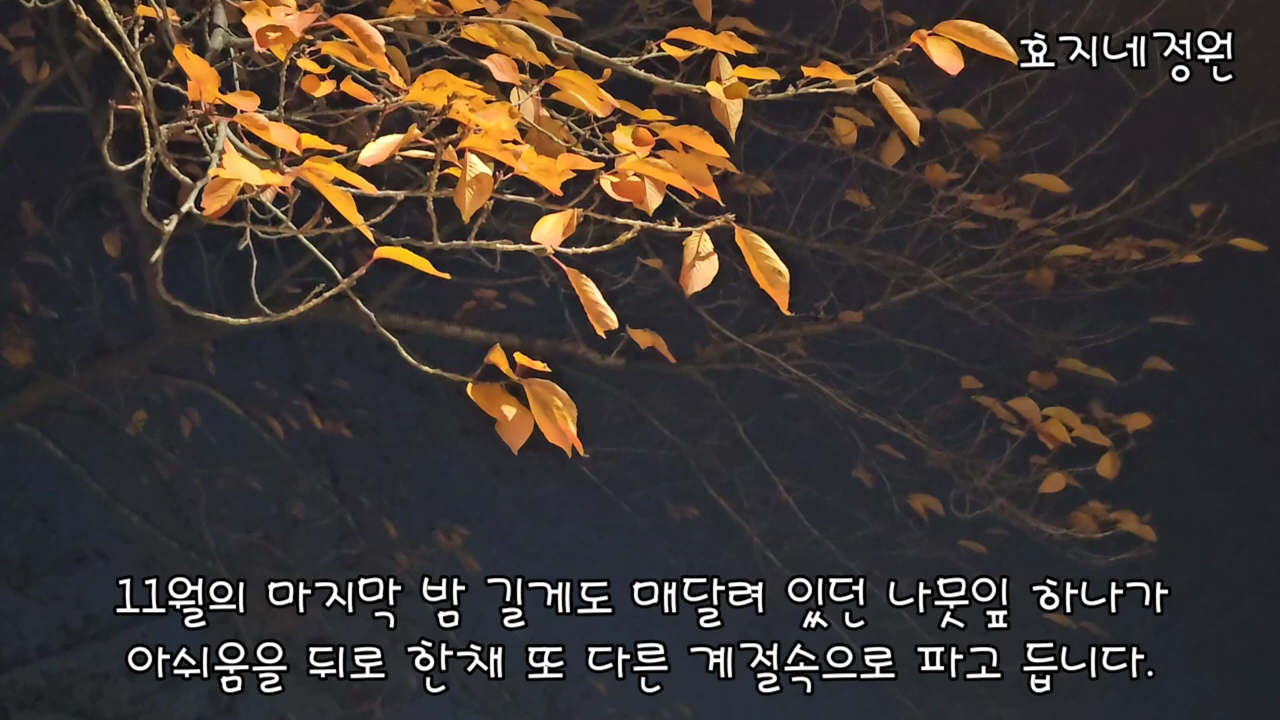 효지네정원
11월의 마지막 밤 길게도 매달려 있던 나뭇잎 하나가
아쉬움을 뒤로 한채 또 다른 계절속으로 파고 듭니다.